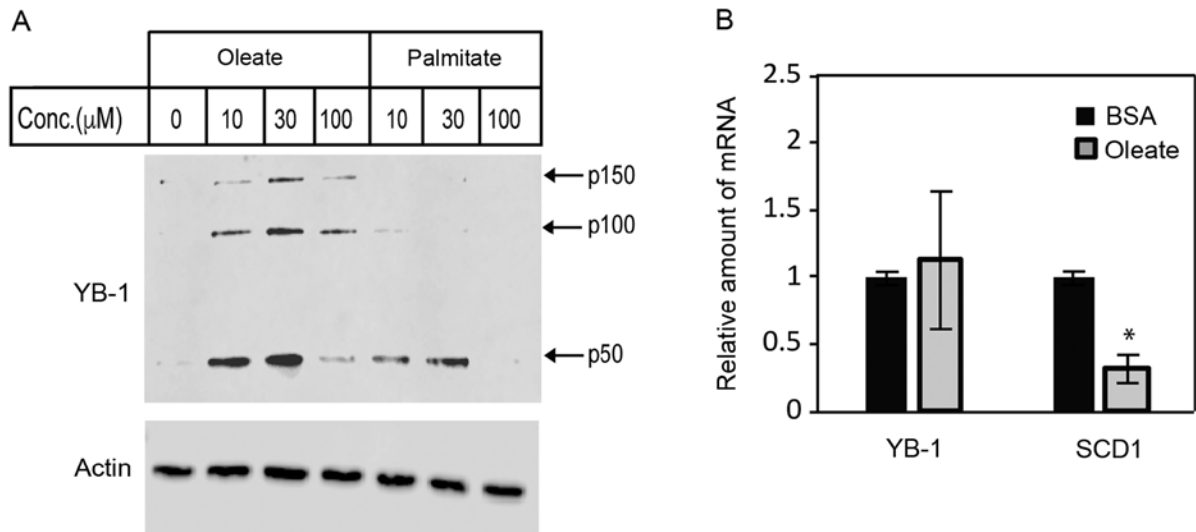 A
Oleate Palmitate
Conc.(μM) 0 10 30 100 10 30 100
p150
p100
YB-1
p50
Actin
B
Relative amount of mRNA
2.5
2
1.5
1
0.5
0
BSA
Oleate
*
YB-1 SCD1